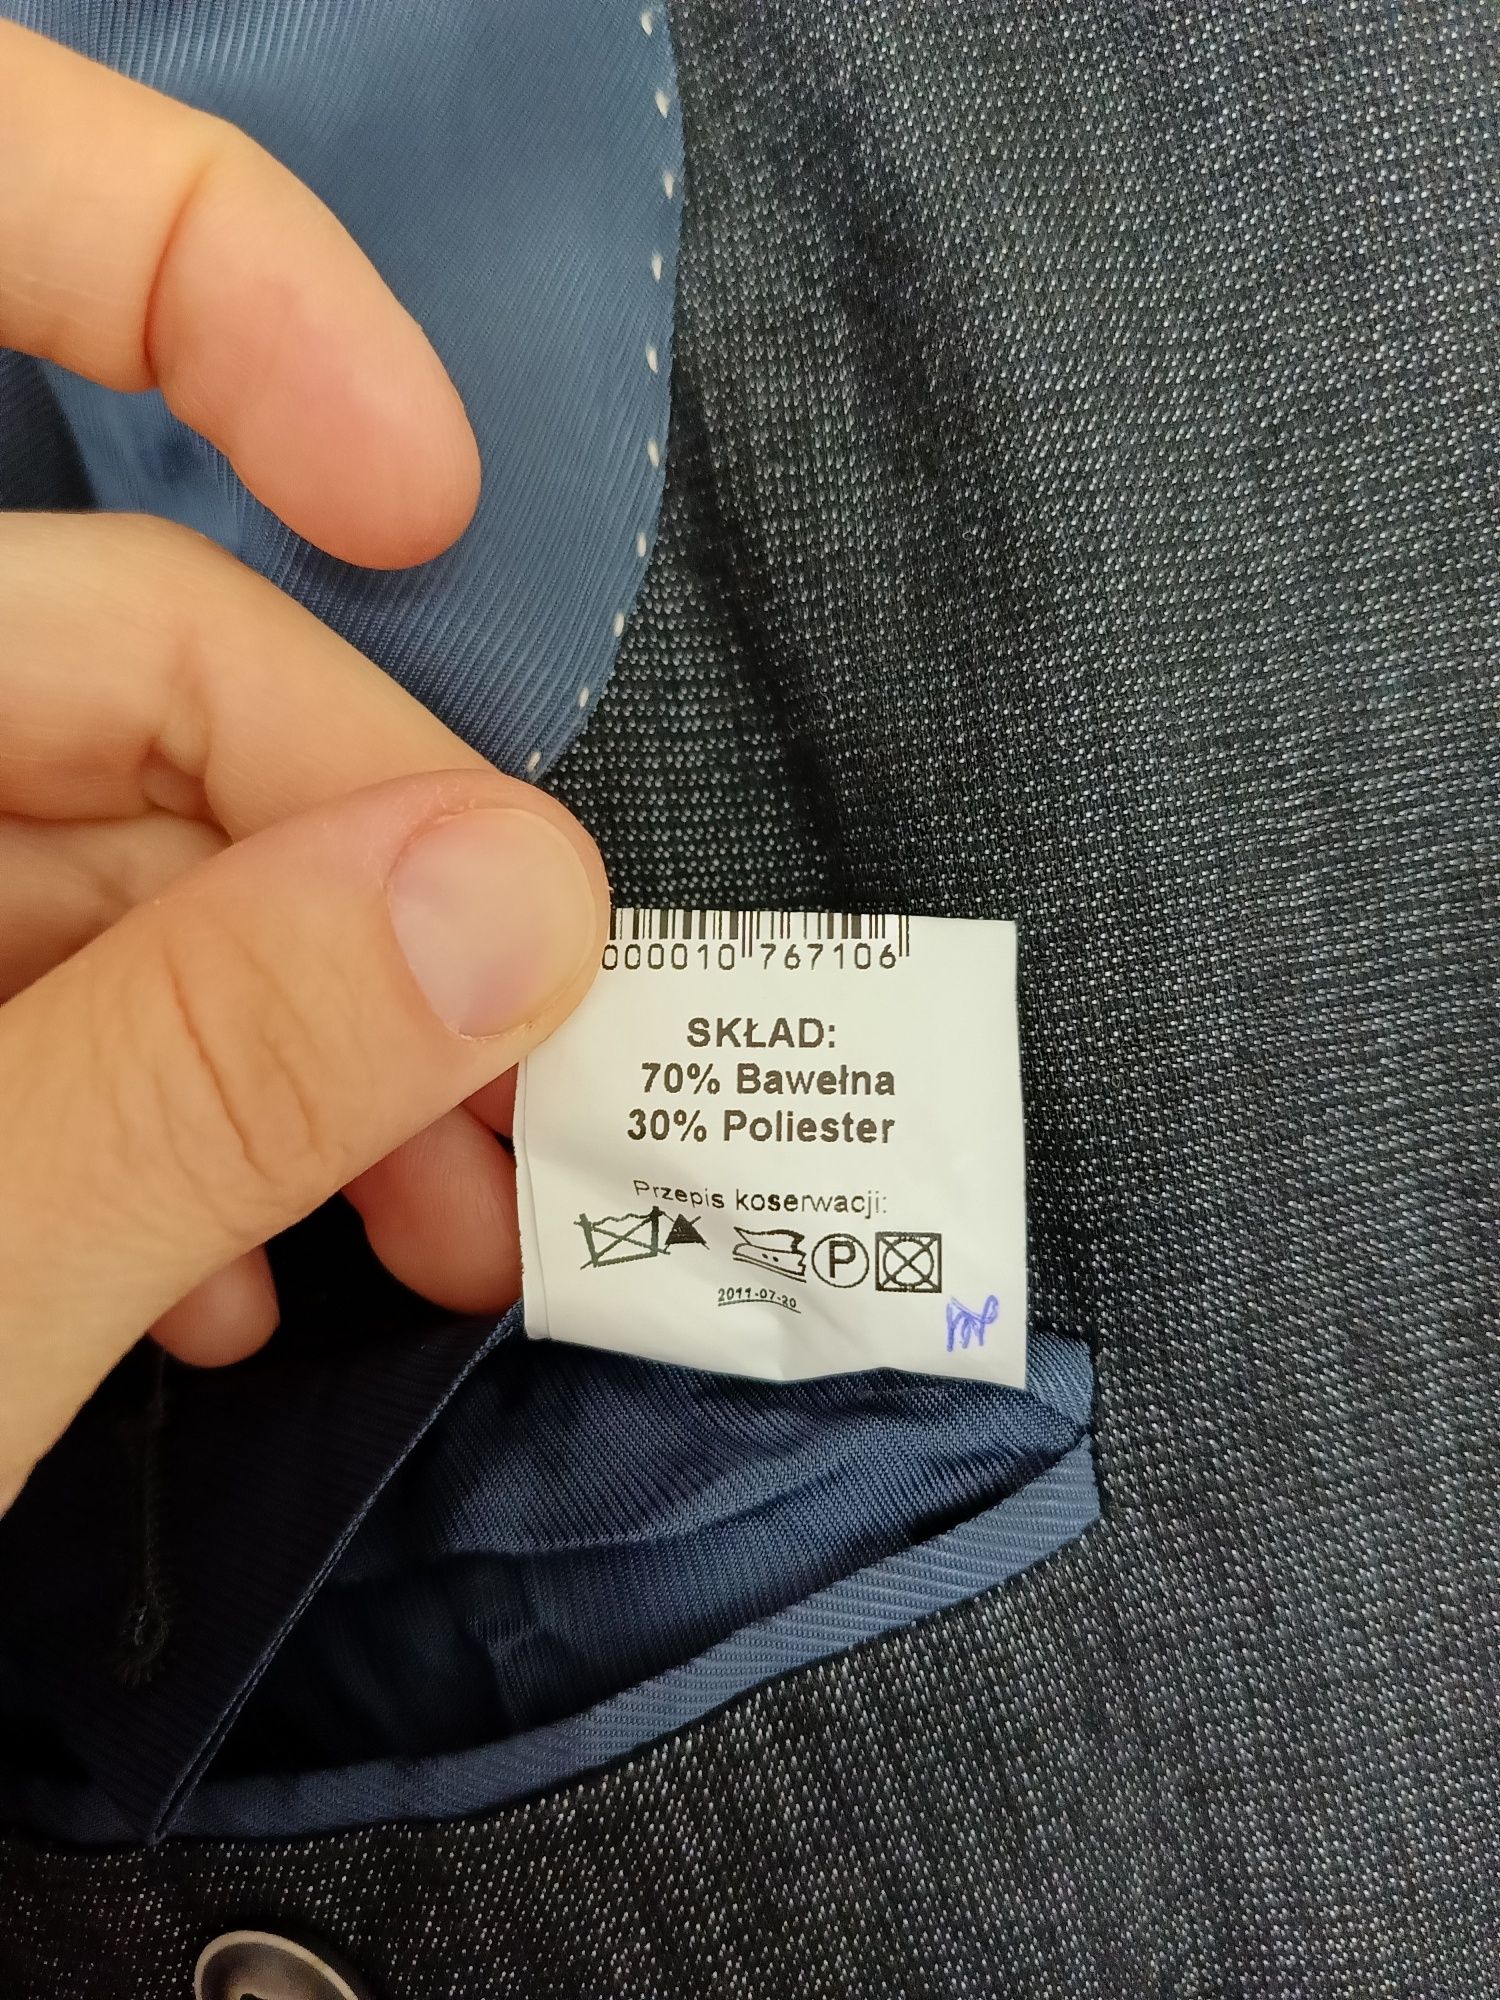 000010 767106
SKŁAD:
70% Bawełna
30% Poliester
Przepis koserwacji:
P
2011-07-20